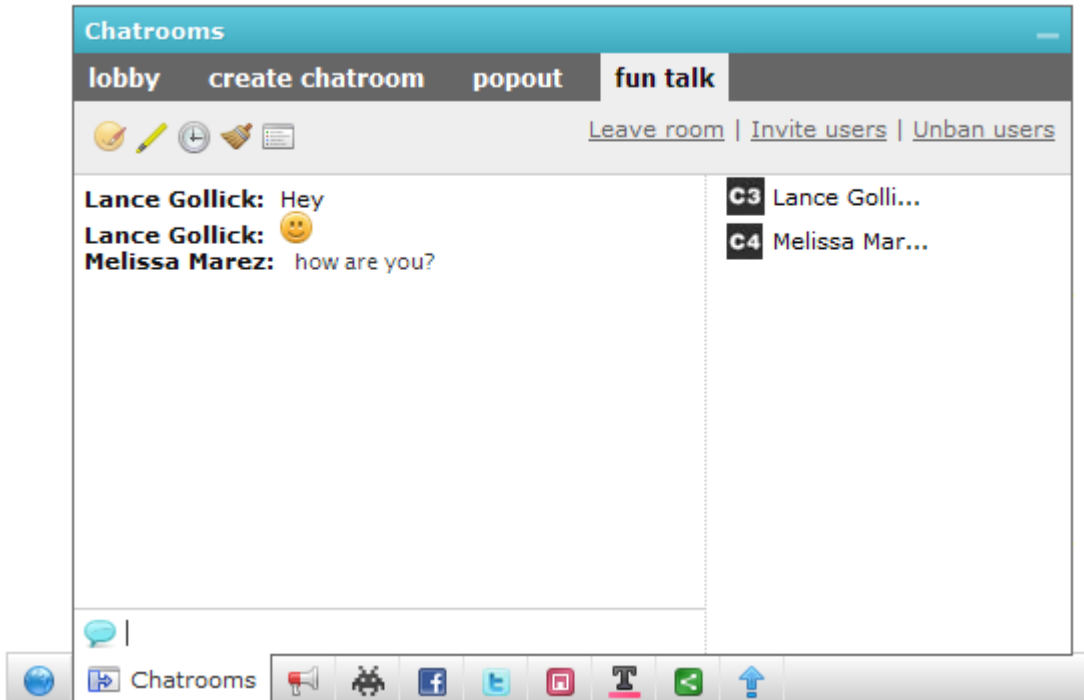 Chatrooms
lobby create chatroom popout fun talk
Leave room | Invite users | Unban users
Lance Gollick: Hey
Lance Gollick:
Melissa Marez: how are you?
C3 Lance Golli...
C4 Melissa Mar...
Chatrooms